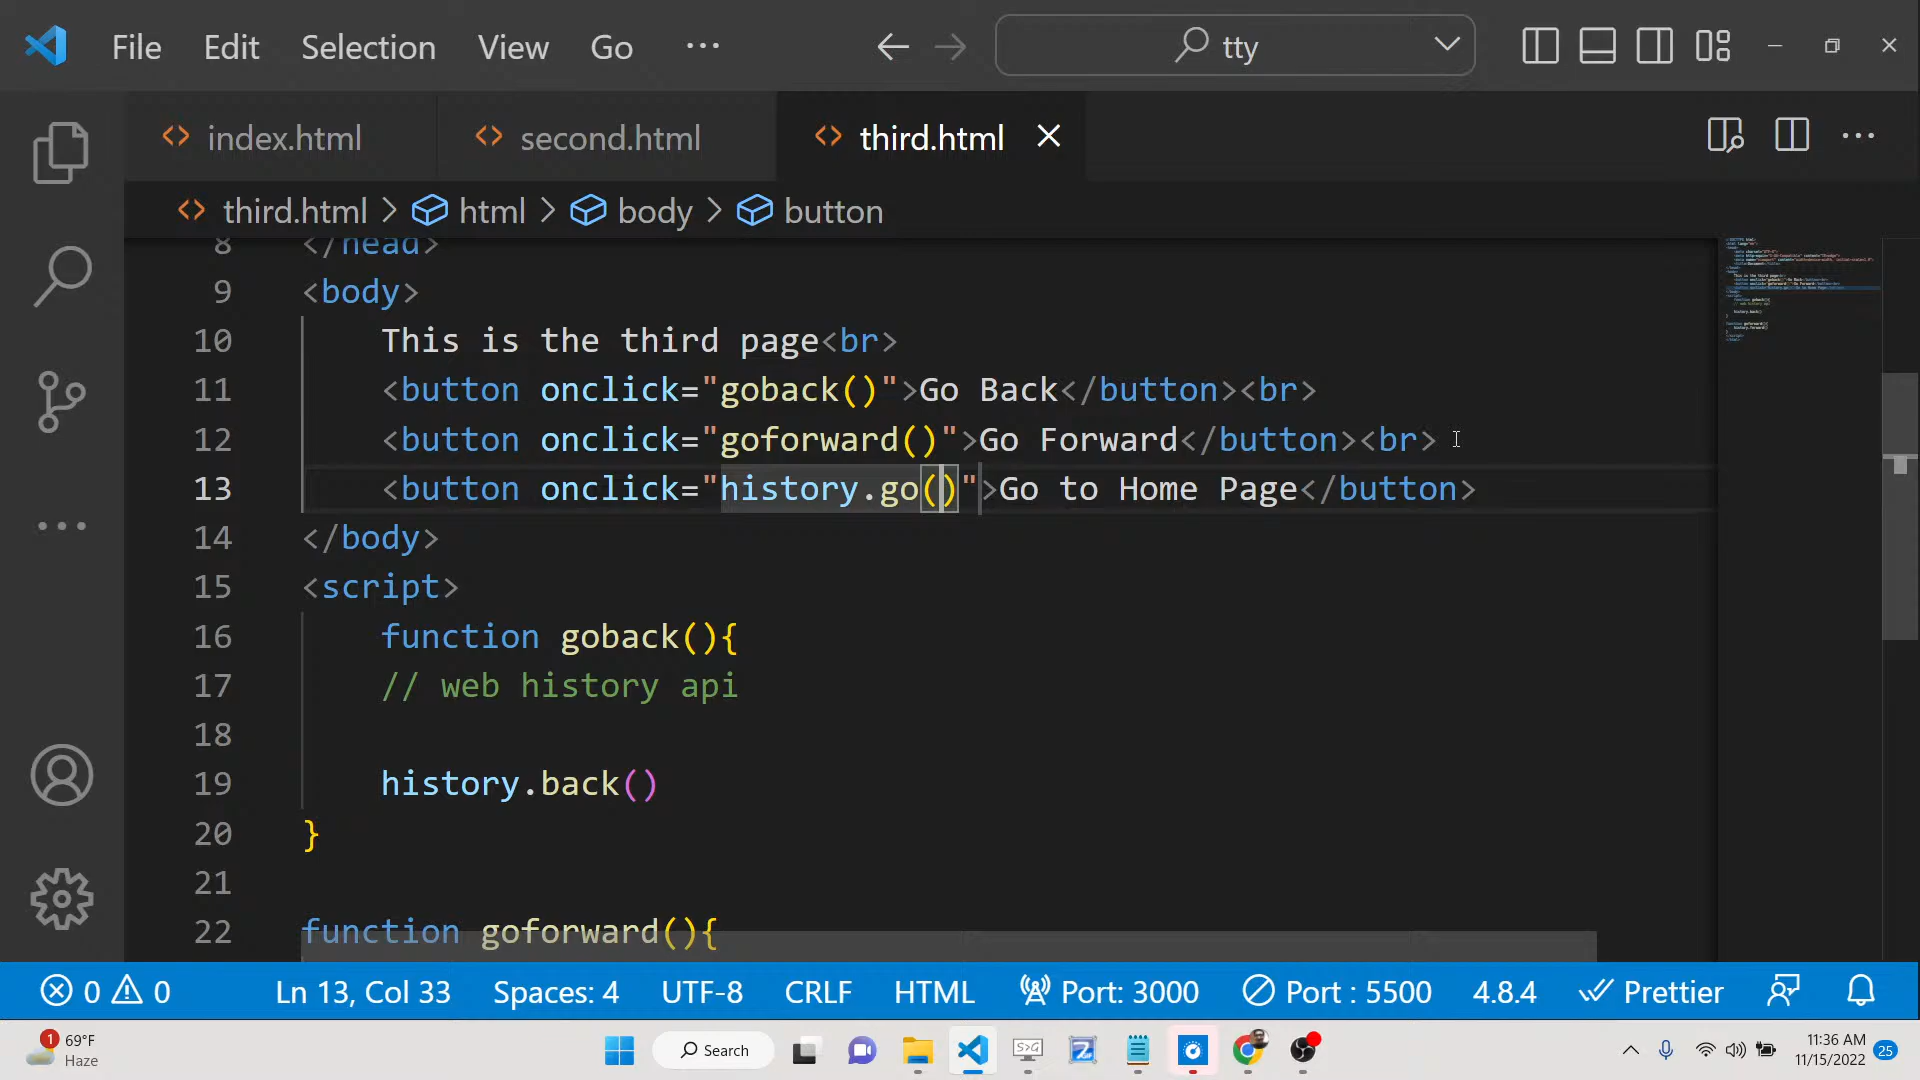 File Edit Selection View Go ··· tty
index.html second.html third.html
third.html > html > body > button
8 </head>
9 <body>
10 This is the third page<br>
11 <button onclick="goback()">Go Back</button><br>
12 <button onclick="goforward()">Go Forward</button><br>
13 <button onclick="history.go()">Go to Home Page</button>
14 </body>
15 <script>
16 function goback(){
17 // web history api
18
19 history.back()
20 }
21
22 function goforward(){
0 0 Ln 13, Col 33 Spaces: 4 UTF-8 CRLF HTML Port: 3000 Port : 5500 4.8.4 Prettier
1 69°F
Haze
Search
11:36 AM
11/15/2022
25